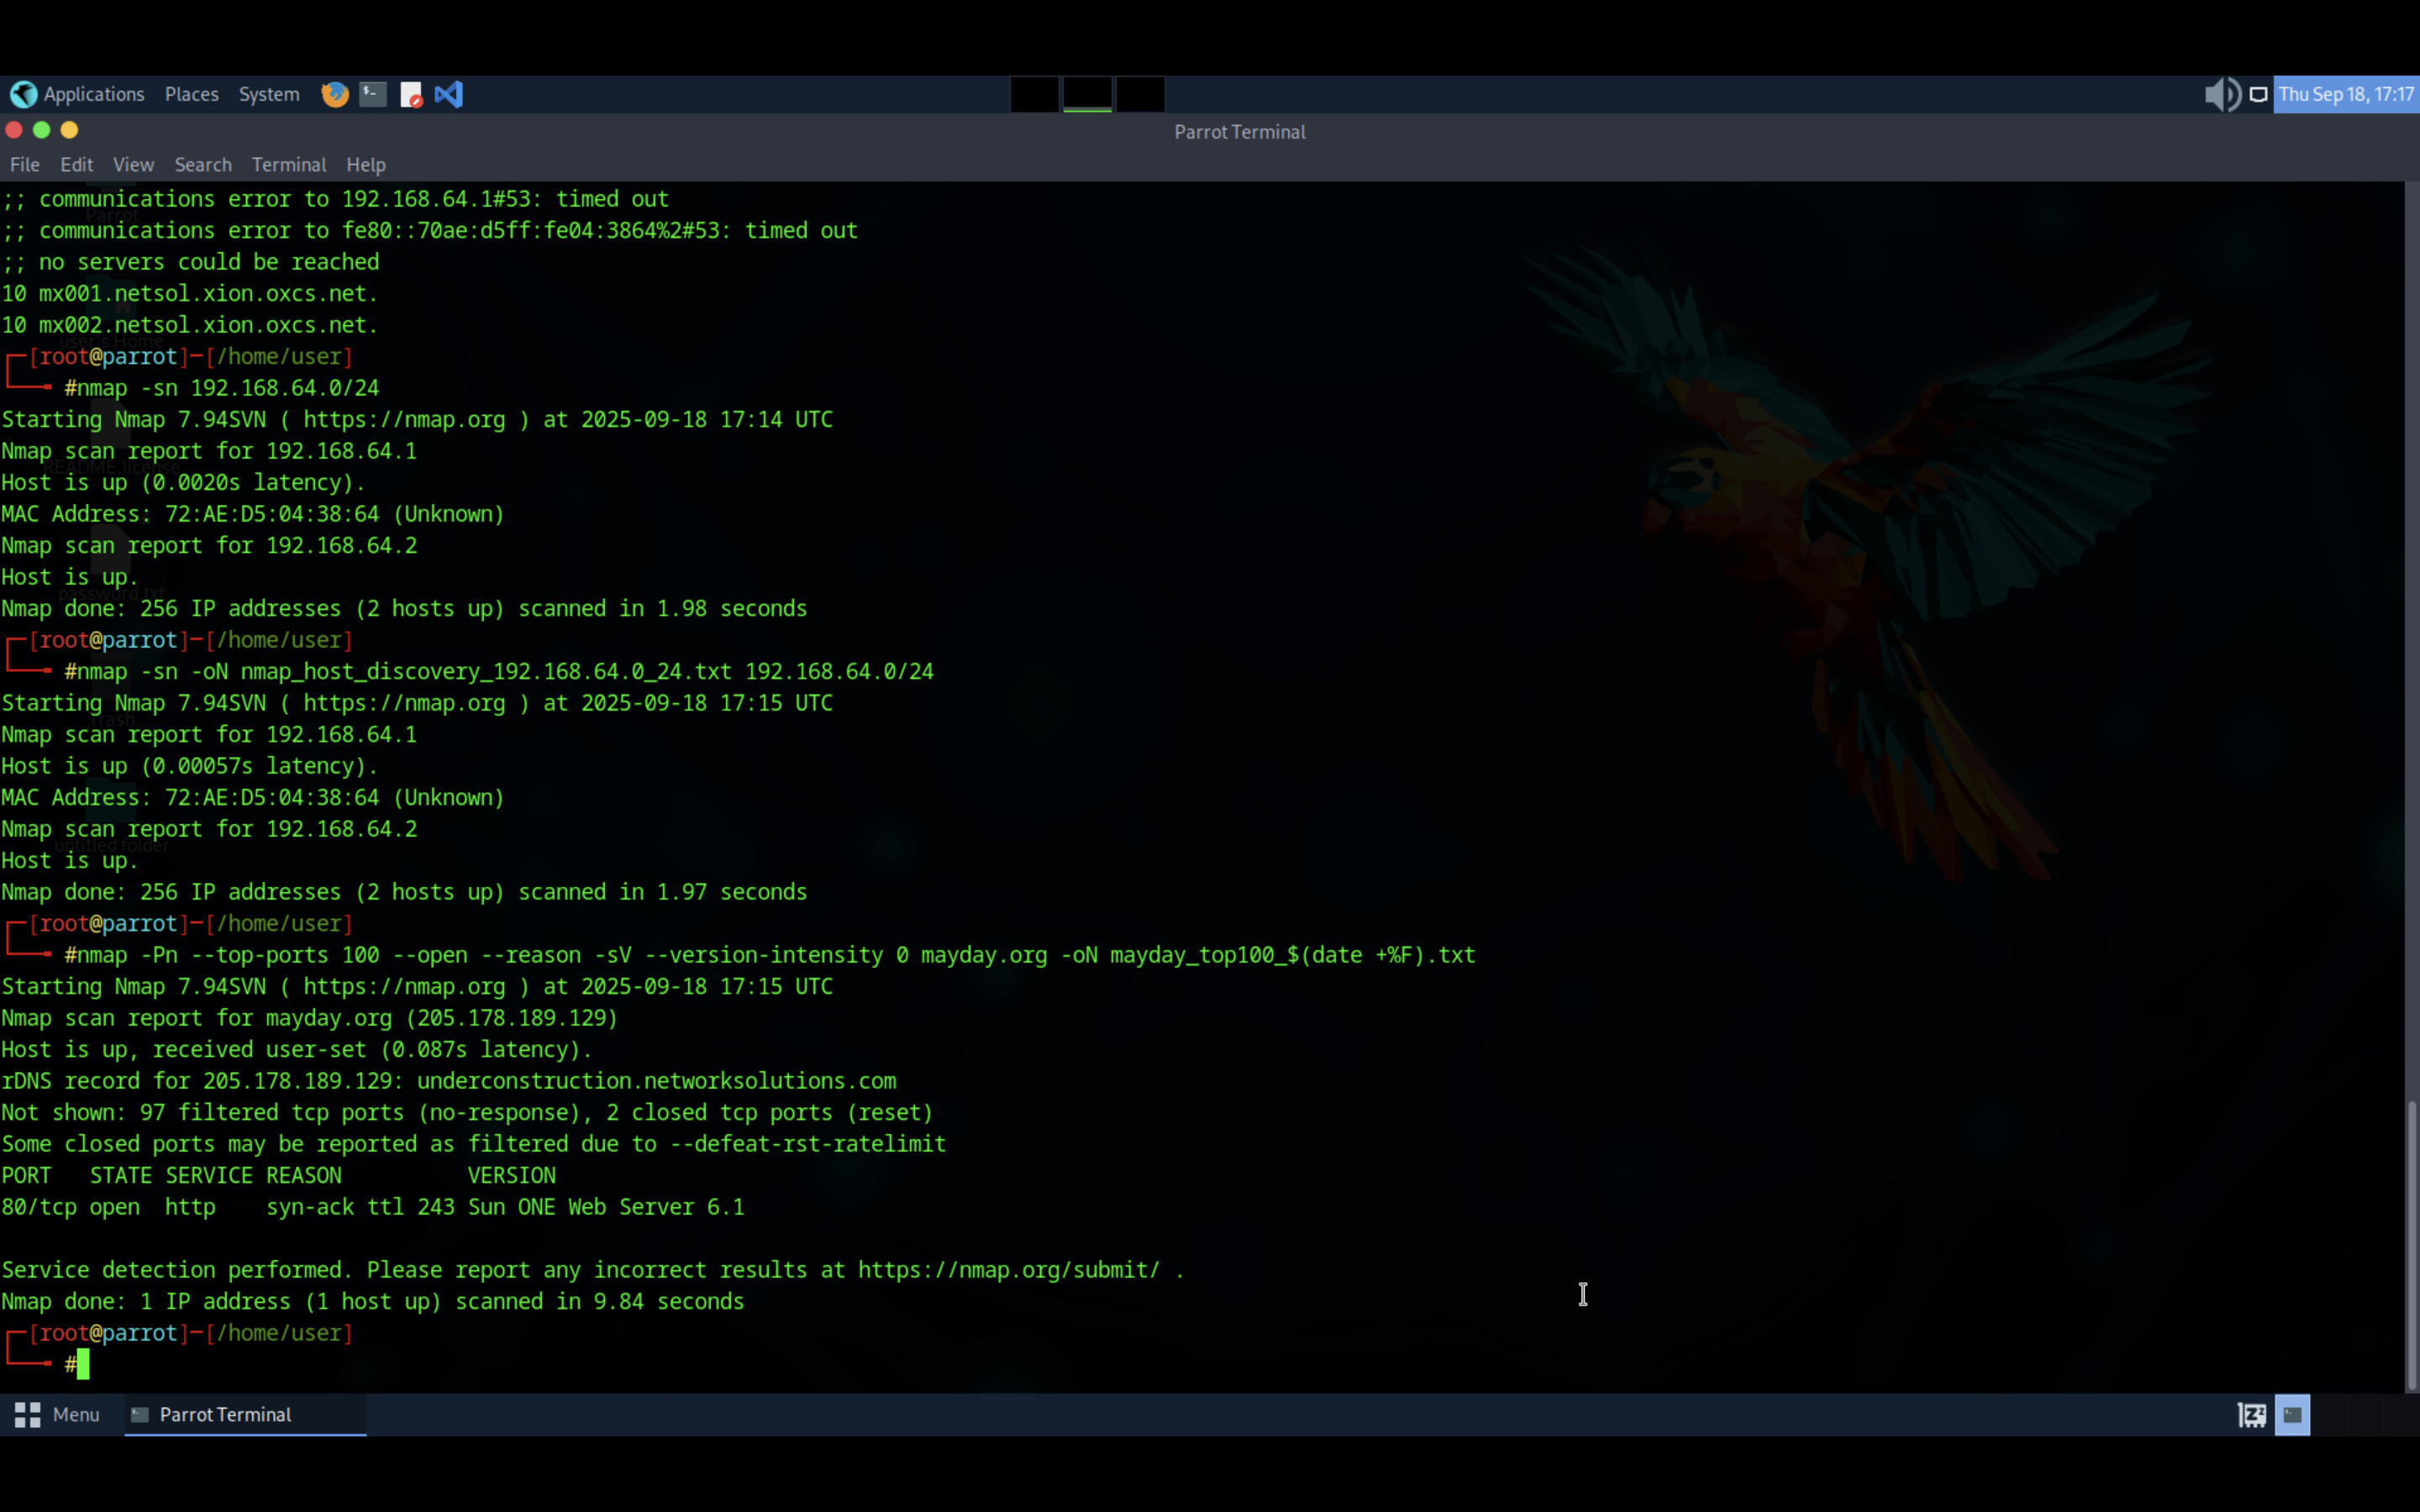 Applications Places System
Thu Sep 18, 17:17
Parrot Terminal
File Edit View Search Terminal Help
;; communications error to 192.168.64.1#53: timed out
Parrot
;; communications error to fe80::70ae:d5ff:fe04:3864%2#53: timed out
;; no servers could be reached
10 mx001.netsol.xion.oxcs.net.
10 mx002.netsol.xion.oxcs.net.
user's Home
┌─[root@parrot]─[/home/user]
└──╼ #nmap -sn 192.168.64.0/24
Starting Nmap 7.94SVN ( https://nmap.org ) at 2025-09-18 17:14 UTC
Nmap scan report for 192.168.64.1
README.license
Host is up (0.0020s latency).
MAC Address: 72:AE:D5:04:38:64 (Unknown)
Nmap scan report for 192.168.64.2
Host is up.
password.txt
Nmap done: 256 IP addresses (2 hosts up) scanned in 1.98 seconds
┌─[root@parrot]─[/home/user]
└──╼ #nmap -sn -oN nmap_host_discovery_192.168.64.0_24.txt 192.168.64.0/24
Starting Nmap 7.94SVN ( https://nmap.org ) at 2025-09-18 17:15 UTC
Trash
Nmap scan report for 192.168.64.1
Host is up (0.00057s latency).
MAC Address: 72:AE:D5:04:38:64 (Unknown)
Nmap scan report for 192.168.64.2
untitled folder
Host is up.
Nmap done: 256 IP addresses (2 hosts up) scanned in 1.97 seconds
┌─[root@parrot]─[/home/user]
└──╼ #nmap -Pn --top-ports 100 --open --reason -sV --version-intensity 0 mayday.org -oN mayday_top100_$(date +%F).txt
Starting Nmap 7.94SVN ( https://nmap.org ) at 2025-09-18 17:15 UTC
Nmap scan report for mayday.org (205.178.189.129)
Host is up, received user-set (0.087s latency).
rDNS record for 205.178.189.129: underconstruction.networksolutions.com
Not shown: 97 filtered tcp ports (no-response), 2 closed tcp ports (reset)
Some closed ports may be reported as filtered due to --defeat-rst-ratelimit
PORT   STATE SERVICE REASON          VERSION
80/tcp open  http    syn-ack ttl 243 Sun ONE Web Server 6.1
Service detection performed. Please report any incorrect results at https://nmap.org/submit/ .
Nmap done: 1 IP address (1 host up) scanned in 9.84 seconds
┌─[root@parrot]─[/home/user]
└──╼ #
Menu Parrot Terminal